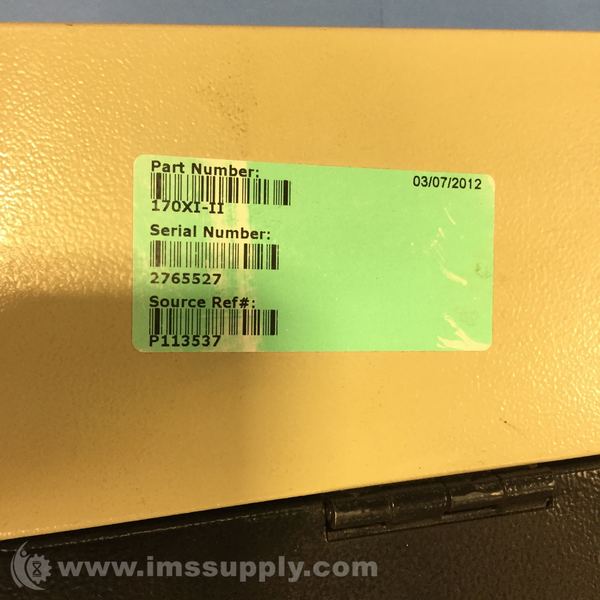 Part Number:
03/07/2012
170XI-II
Serial Number:
2765527
Source Ref#:
P113537
www.imssupply.com